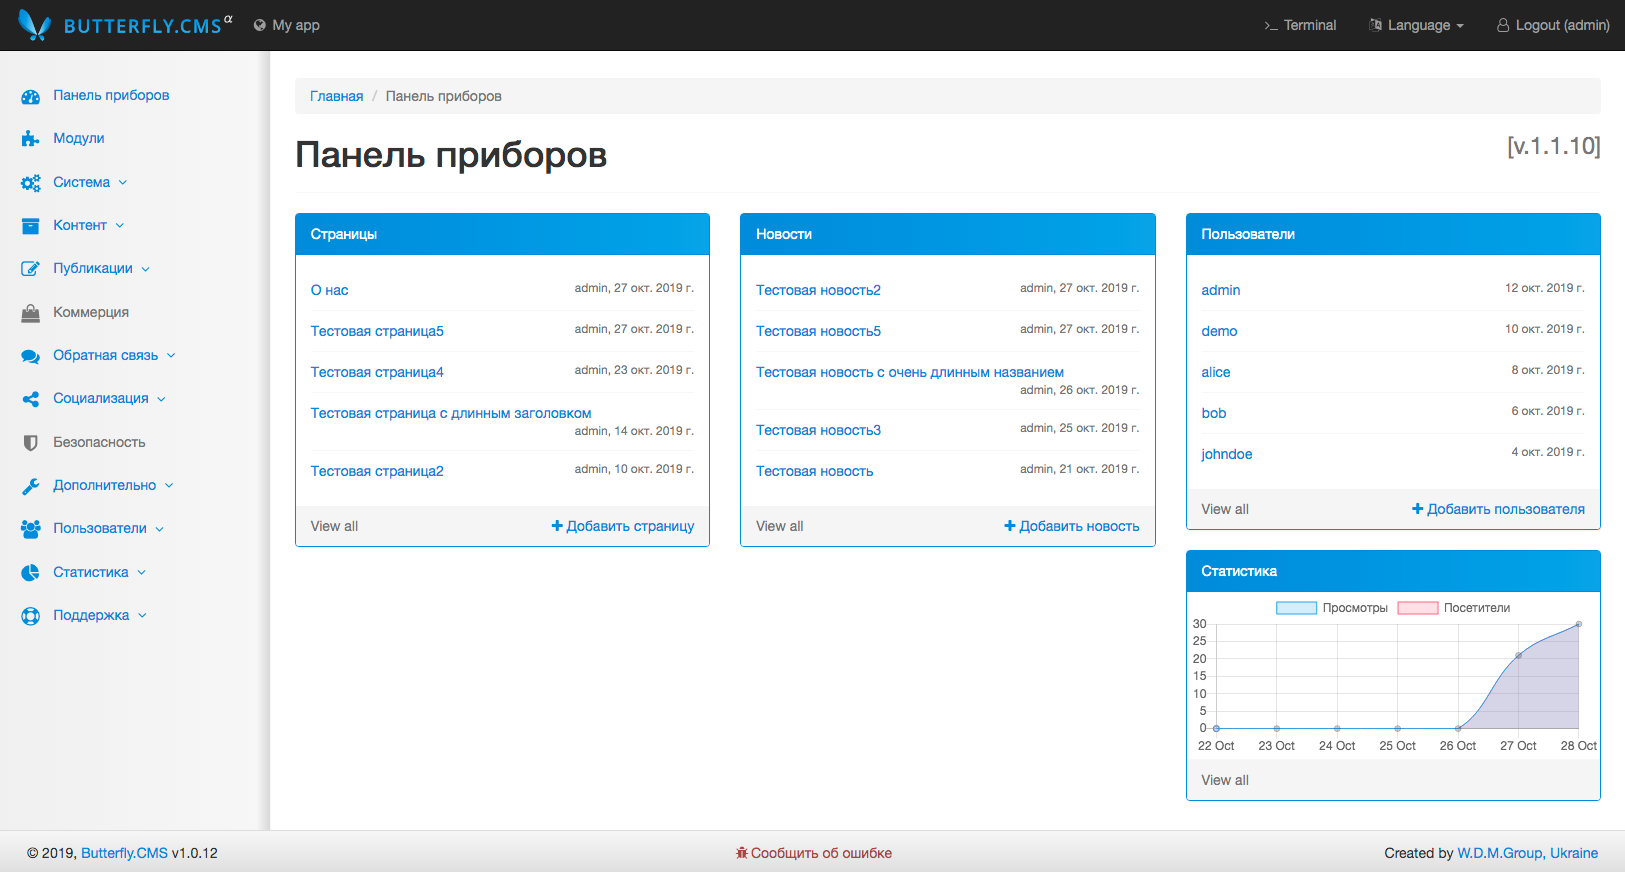 BUTTERFLY.CMS α
My app
Terminal
Language
Logout (admin)
Панель приборов
Модули
Система
Контент
Публикации
Коммерция
Обратная связь
Социализация
Безопасность
Дополнительно
Пользователи
Статистика
Поддержка
Главная / Панель приборов
Панель приборов
[v.1.1.10]
Страницы
О нас admin, 27 окт. 2019 г.
Тестовая страница5 admin, 27 окт. 2019 г.
Тестовая страница4 admin, 23 окт. 2019 г.
Тестовая страница с длинным заголовком
admin, 14 окт. 2019 г.
Тестовая страница2 admin, 10 окт. 2019 г.
View all + Добавить страницу
Новости
Тестовая новость2 admin, 27 окт. 2019 г.
Тестовая новость5 admin, 27 окт. 2019 г.
Тестовая новость с очень длинным названием
admin, 26 окт. 2019 г.
Тестовая новость3 admin, 25 окт. 2019 г.
Тестовая новость admin, 21 окт. 2019 г.
View all + Добавить новость
Пользователи
admin 12 окт. 2019 г.
demo 10 окт. 2019 г.
alice 8 окт. 2019 г.
bob 6 окт. 2019 г.
johndoe 4 окт. 2019 г.
View all + Добавить пользователя
Статистика
Просмотры Посетители
30
25
20
15
10
5
0
22 Oct 23 Oct 24 Oct 25 Oct 26 Oct 27 Oct 28 Oct
View all
© 2019, Butterfly.CMS v1.0.12
Сообщить об ошибке
Created by W.D.M.Group, Ukraine